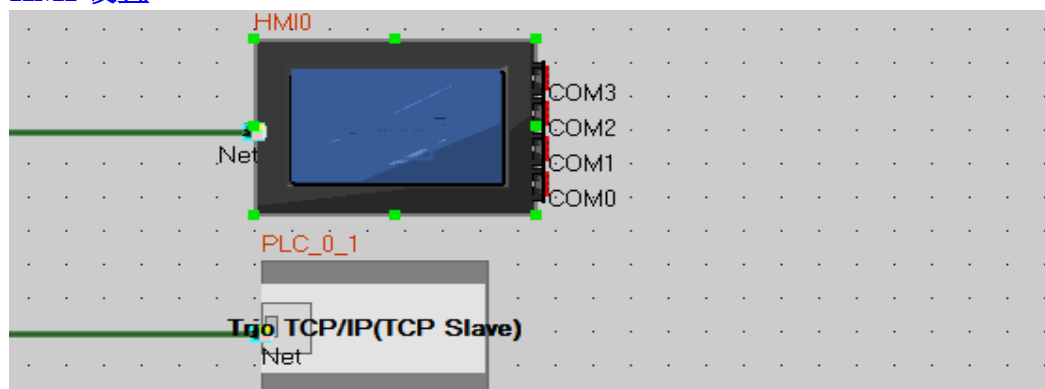 HMI0
COM3
COM2
Net
COM1
COM0
PLC_0_1
Trio TCP/IP(TCP Slave)
Net